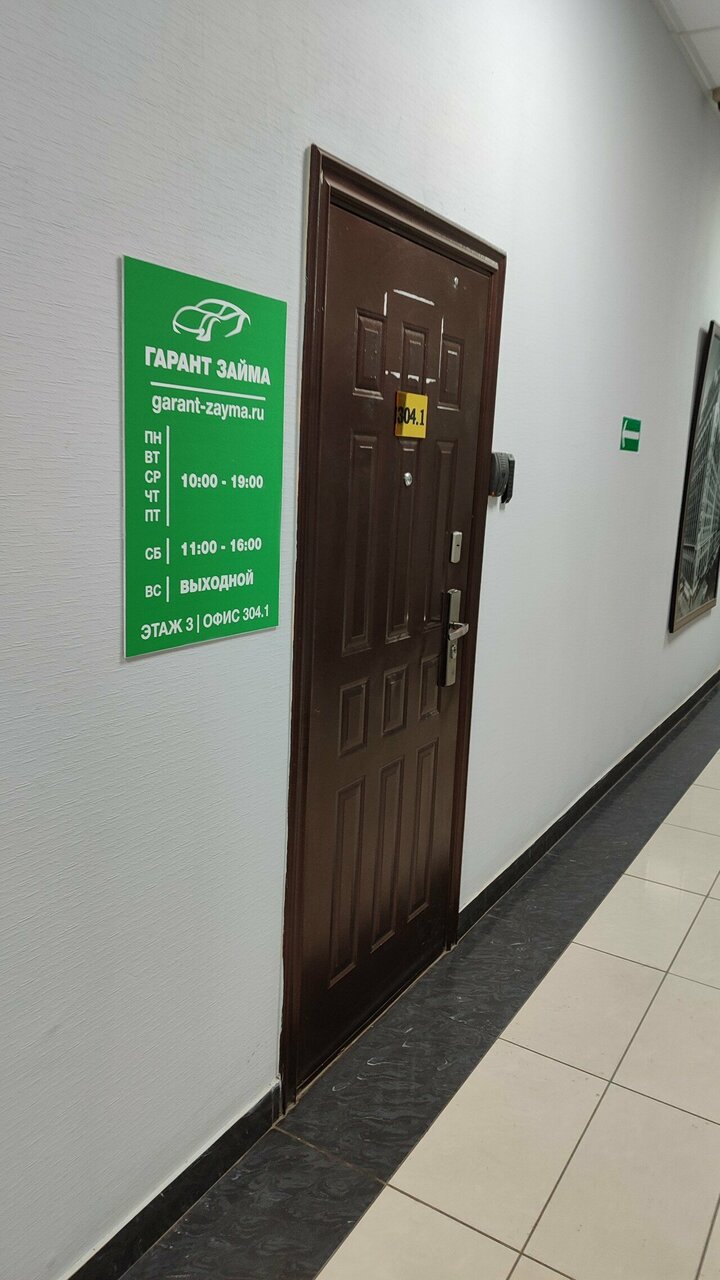 ГАРАНТ ЗАЙМА
garant-zayma.ru
ПН
ВТ
СР 10:00 - 19:00
ЧТ
ПТ
СБ 11:00 - 16:00
ВС ВЫХОДНОЙ
ЭТАЖ 3 | ОФИС 304.1
304.1